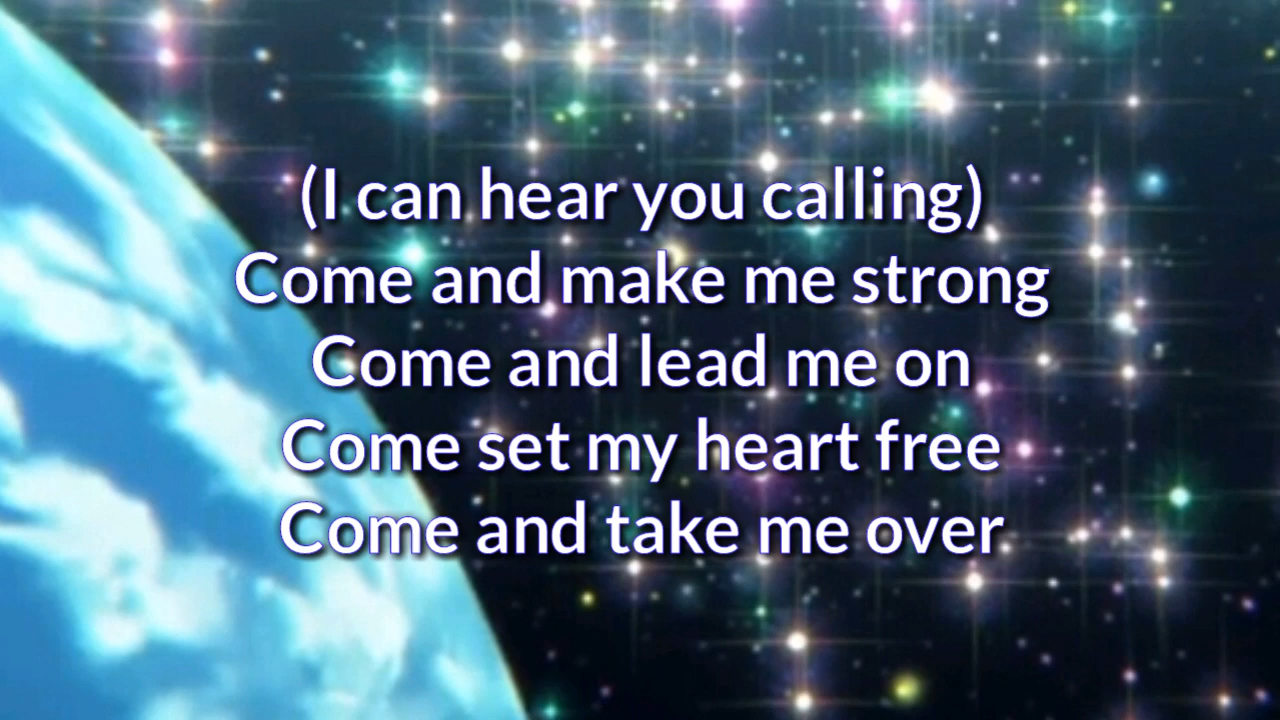 (I can hear you calling)
Come and make me strong
Come and lead me on
Come set my heart free
Come and take me over